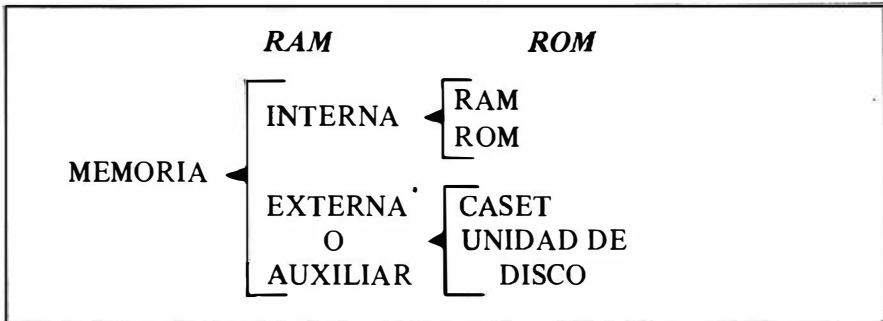 RAM ROM
INTERNA RAM
ROM
MEMORIA
EXTERNA CASET
O UNIDAD DE
AUXILIAR DISCO